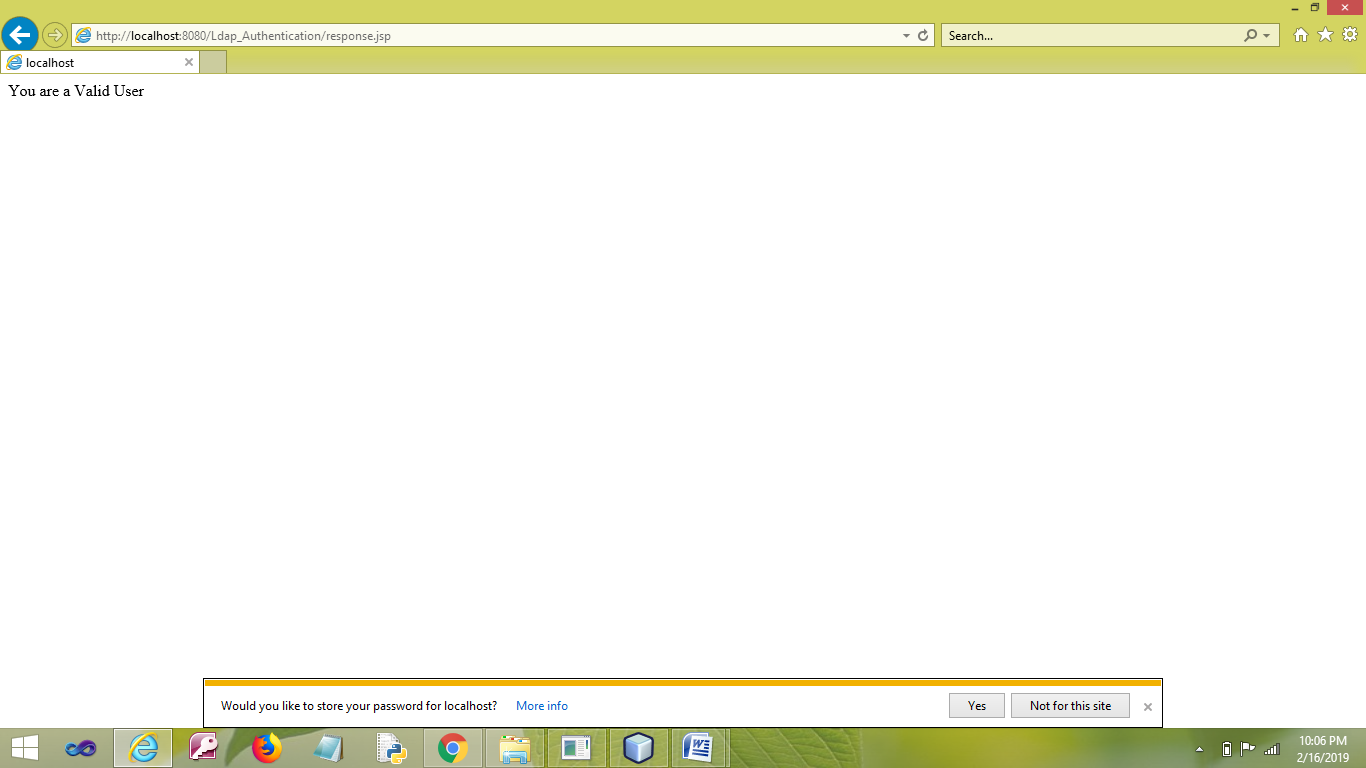 http://localhost:8080/Ldap_Authentication/response.jsp
Search...
localhost
You are a Valid User
Would you like to store your password for localhost? More info Yes Not for this site
10:06 PM
2/16/2019